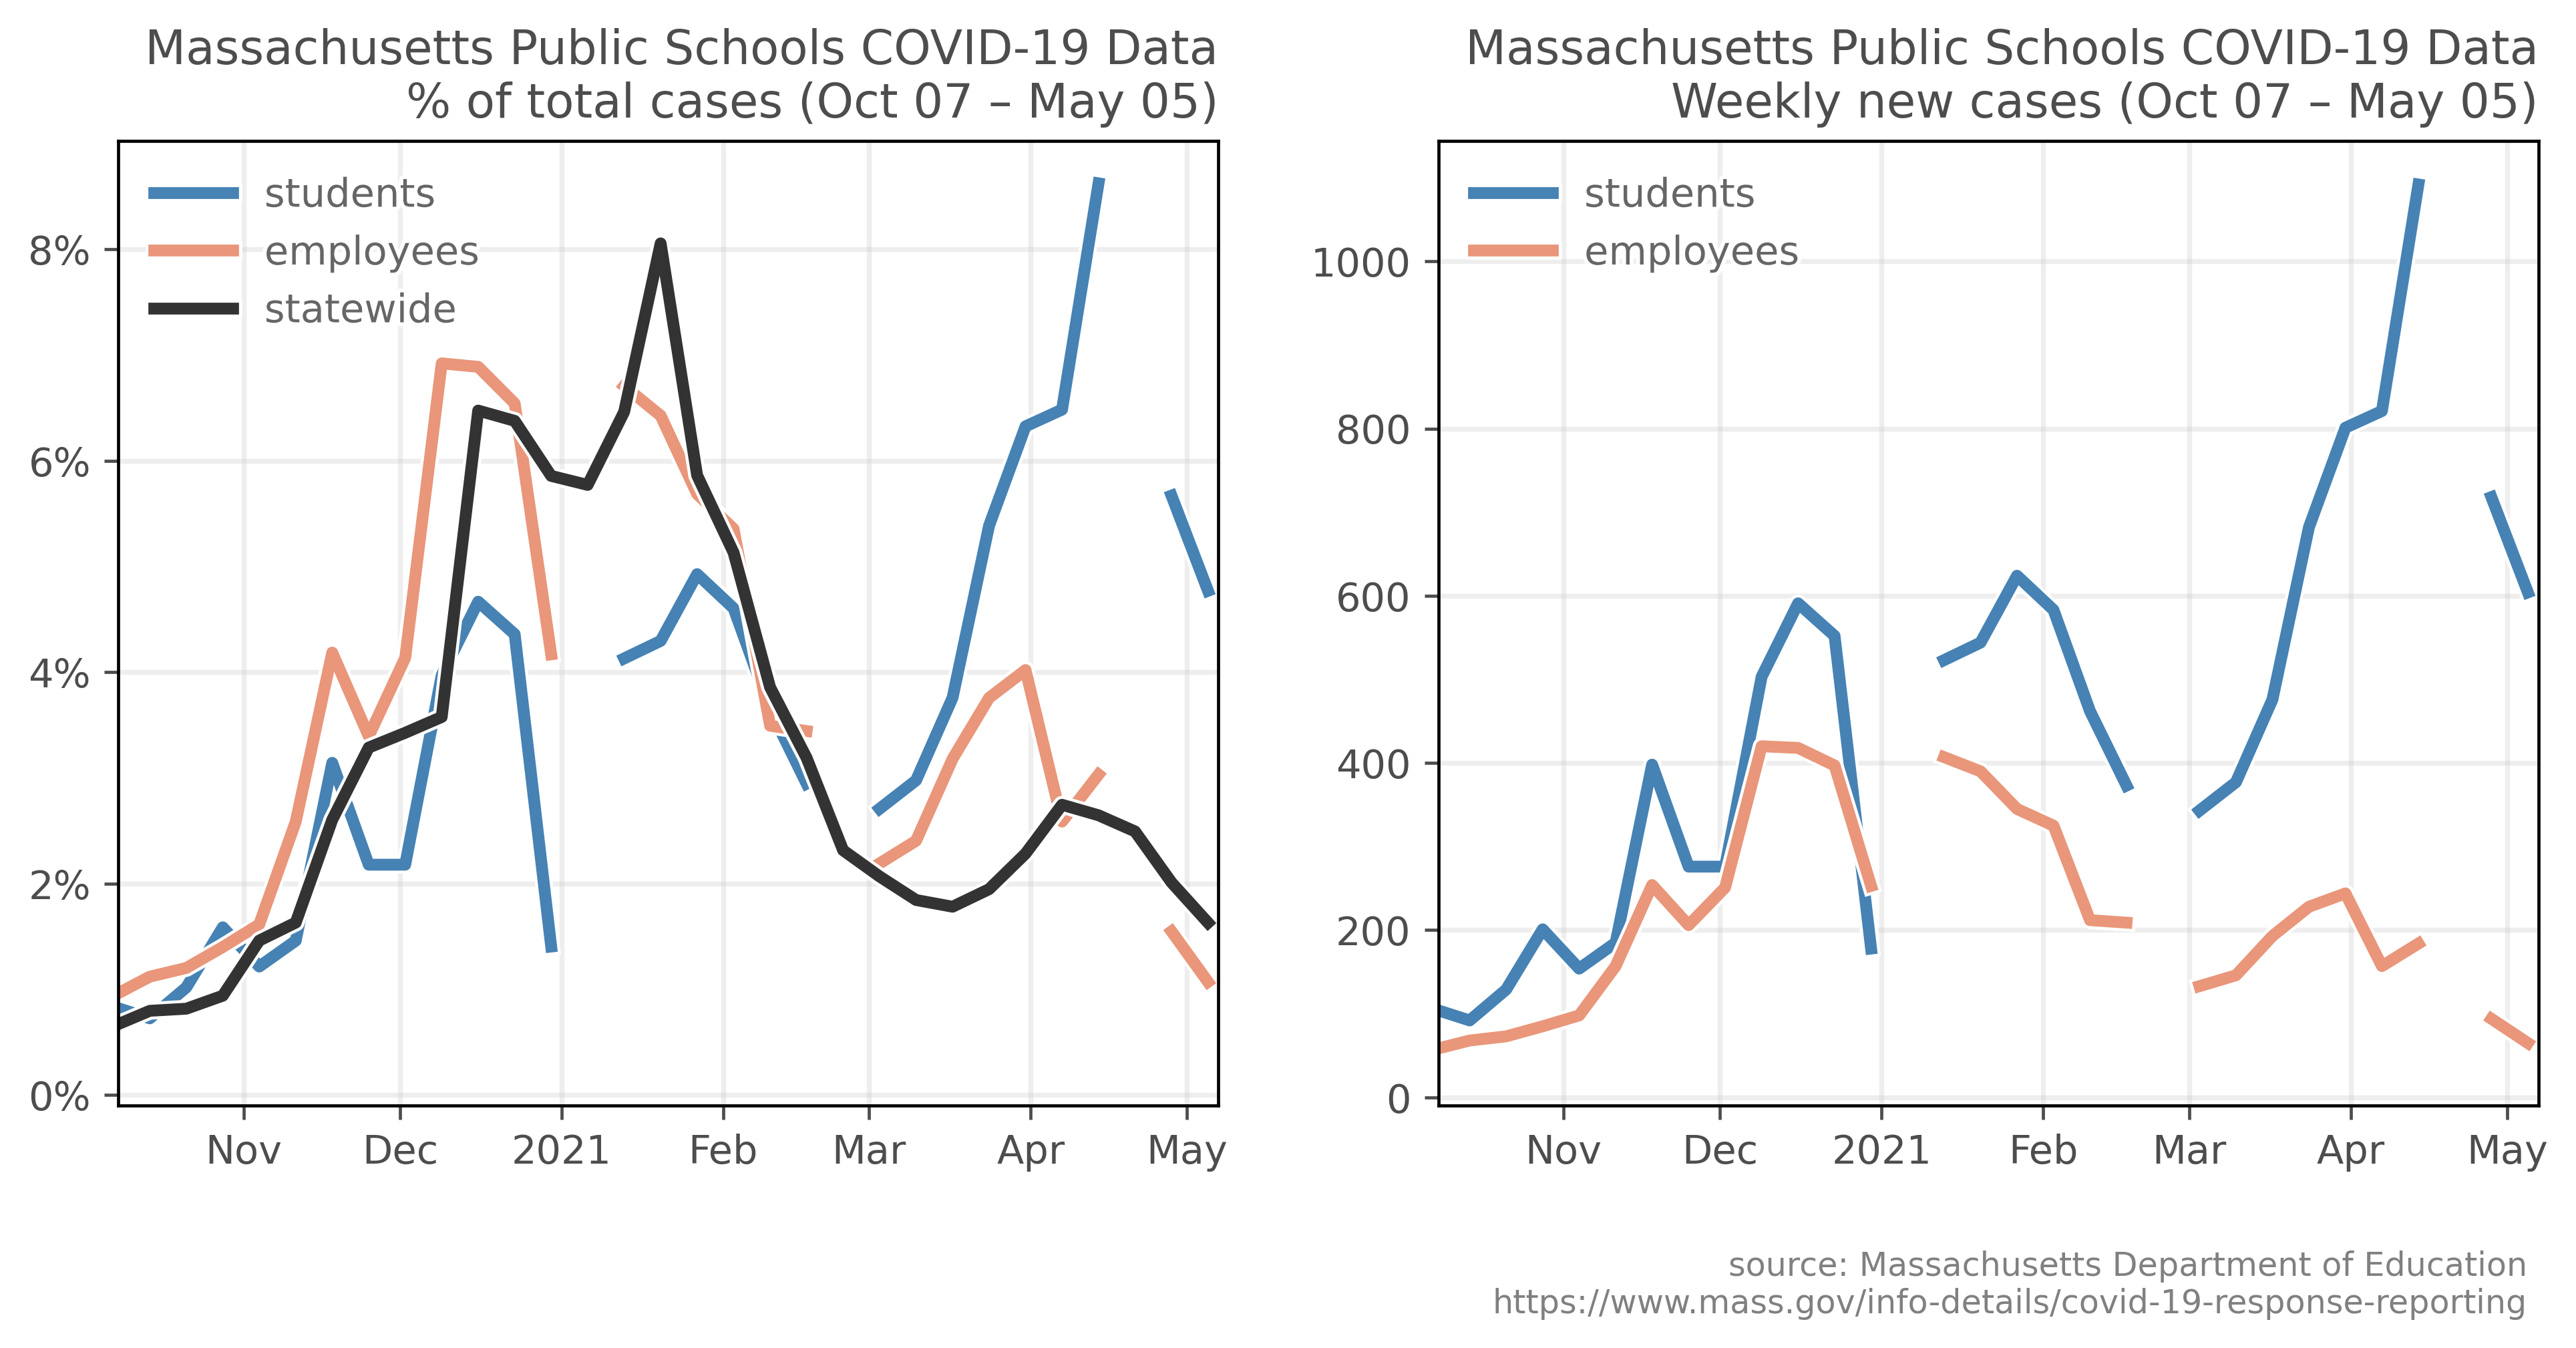 Massachusetts Public Schools COVID-19 Data
% of total cases (Oct 07 – May 05)
students
employees
statewide
8%
6%
4%
2%
0%
Nov
Dec
2021
Feb
Mar
Apr
May
Massachusetts Public Schools COVID-19 Data
Weekly new cases (Oct 07 – May 05)
students
employees
1000
800
600
400
200
0
Nov
Dec
2021
Feb
Mar
Apr
May
source: Massachusetts Department of Education
https://www.mass.gov/info-details/covid-19-response-reporting